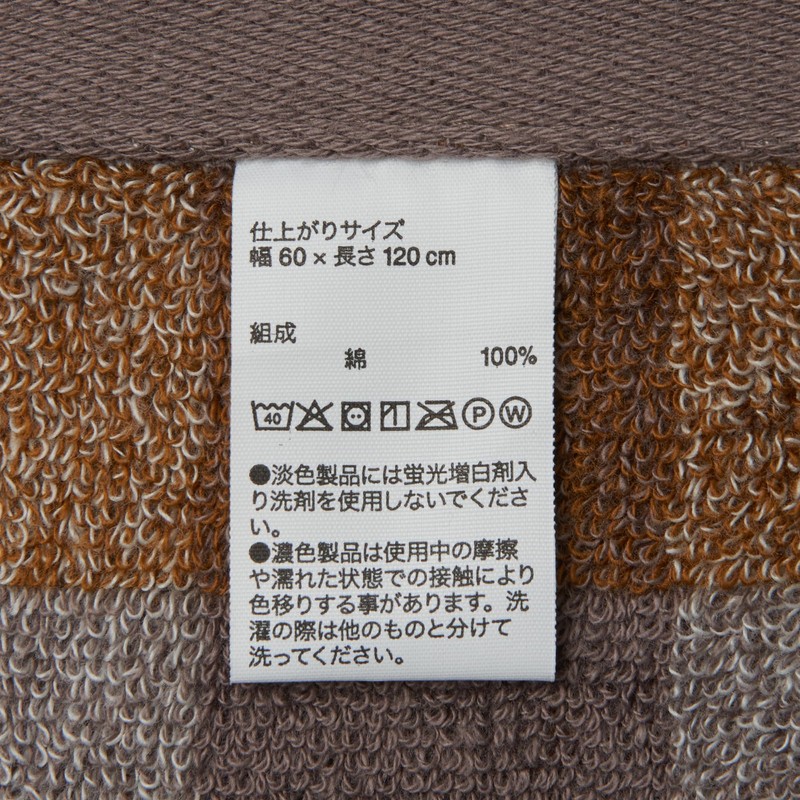 仕上がりサイズ
幅 60 × 長さ 120 cm
組成
綿 100%
40 P W
●淡色製品には蛍光増白剤入
り洗剤を使用しないでくださ
い。
●濃色製品は使用中の摩擦
や濡れた状態での接触により
色移りする事があります。洗
濯の際は他のものと分けて
洗ってください。